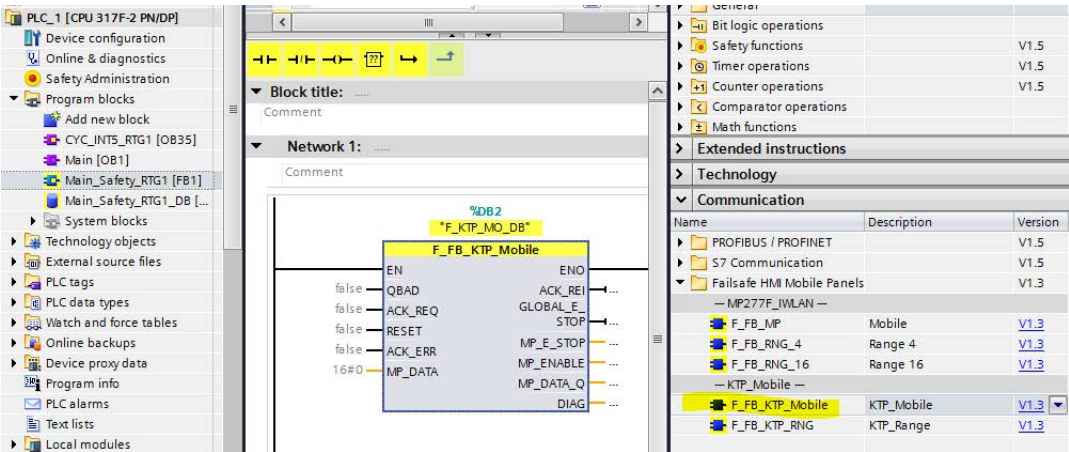 PLC_1 [CPU 317F-2 PN/DP]
Device configuration
Online & diagnostics
Safety Administration
Program blocks
Add new block
CYC_INT5_RTG1 [OB35]
Main [OB1]
Main_Safety_RTG1 [FB1]
Main_Safety_RTG1_DB [...
System blocks
Technology objects
External source files
PLC tags
PLC data types
Watch and force tables
Online backups
Device proxy data
Program info
PLC alarms
Text lists
Local modules
??
Block title: .....
Comment
Network 1: .....
Comment
%DB2
"F_KTP_MO_DB"
F_FB_KTP_Mobile
EN ENO
false QBAD ACK_REI ...
false ACK_REQ GLOBAL_E_
STOP ...
false RESET
false ACK_ERR MP_E_STOP ...
16#0 MP_DATA MP_ENABLE ...
MP_DATA_Q ...
DIAG ...
General
Bit logic operations
Safety functions V1.5
Timer operations V1.5
Counter operations V1.5
Comparator operations
Math functions
Extended instructions
Technology
Communication
Name Description Version
PROFIBUS / PROFINET V1.5
S7 Communication V1.5
Failsafe HMI Mobile Panels V1.3
— MP277F_IWLAN —
F_FB_MP Mobile V1.3
F_FB_RNG_4 Range 4 V1.3
F_FB_RNG_16 Range 16 V1.3
— KTP_Mobile —
F_FB_KTP_Mobile KTP_Mobile V1.3
F_FB_KTP_RNG KTP_Range V1.3